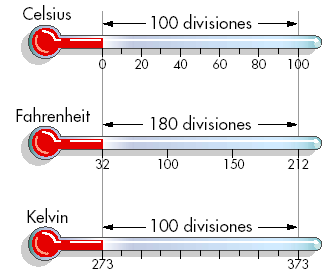 Celsius
100 divisiones
0 20 40 60 80 100
Fahrenheit
180 divisiones
32 100 150 212
Kelvin
100 divisiones
273 373